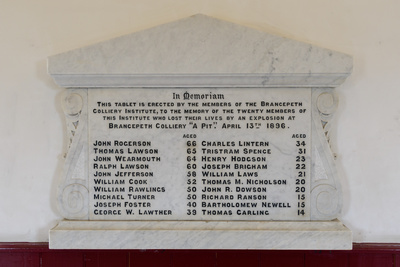 In Memoriam
This tablet is erected by the members of the Brancepeth
Colliery Institute, to the memory of the twenty members of
this Institute who lost their lives by an explosion at
Brancepeth Colliery "A Pit", April 13th 1896.
AGED AGED
John Rogerson 66 Charles Lintern 34
Thomas Lawson 65 Tristram Spence 31
John Wearmouth 64 Henry Hodgson 23
Ralph Lawson 60 Joseph Brigham 22
John Jefferson 58 William Laws 21
William Cook 52 Thomas M. Nicholson 20
William Rawlings 50 John R. Dowson 20
Michael Turner 50 Richard Ranson 15
Joseph Foster 40 Bartholomew Newell 15
George W. Lawther 39 Thomas Carling 14